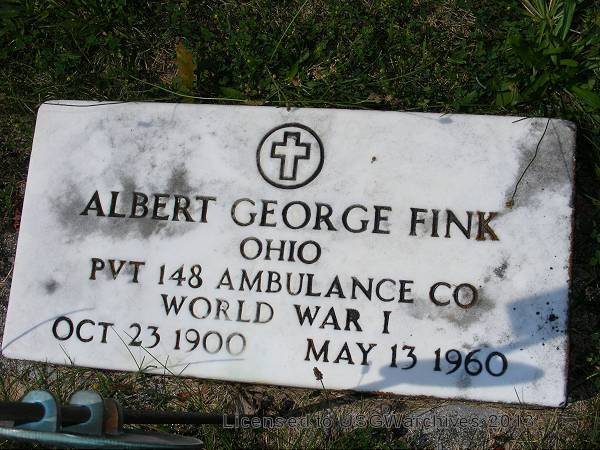 ALBERT GEORGE FINK
OHIO
PVT 148 AMBULANCE CO
WORLD WAR I
OCT 23 1900 MAY 13 1960
Licensed to USGWarchives 2013